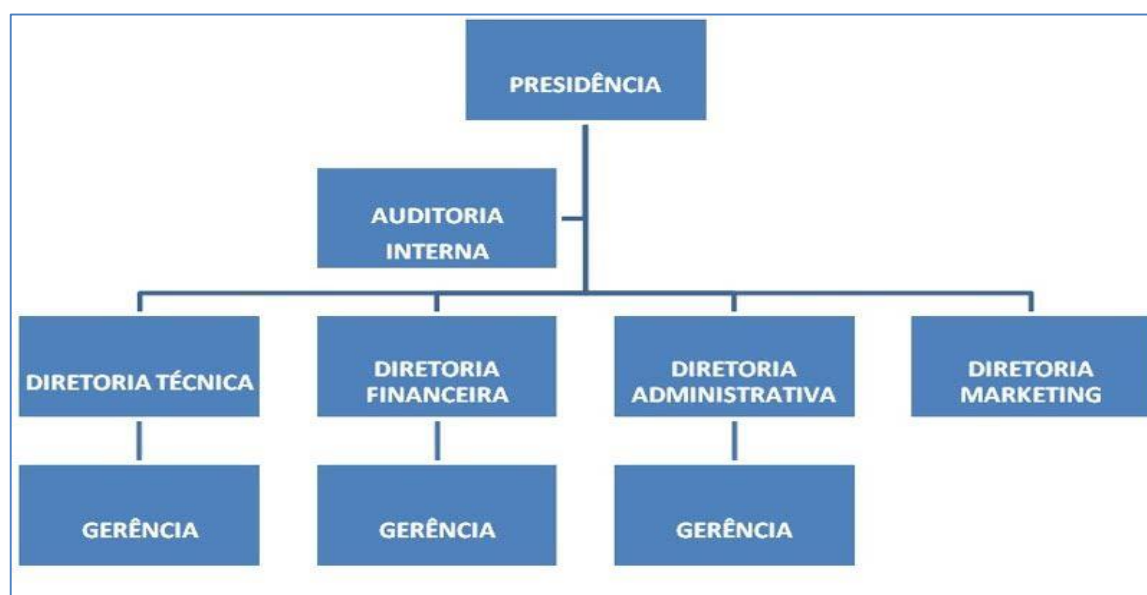 PRESIDÊNCIA
AUDITORIA
INTERNA
DIRETORIA TÉCNICA
DIRETORIA
FINANCEIRA
DIRETORIA
ADMINISTRATIVA
DIRETORIA
MARKETING
GERÊNCIA
GERÊNCIA
GERÊNCIA